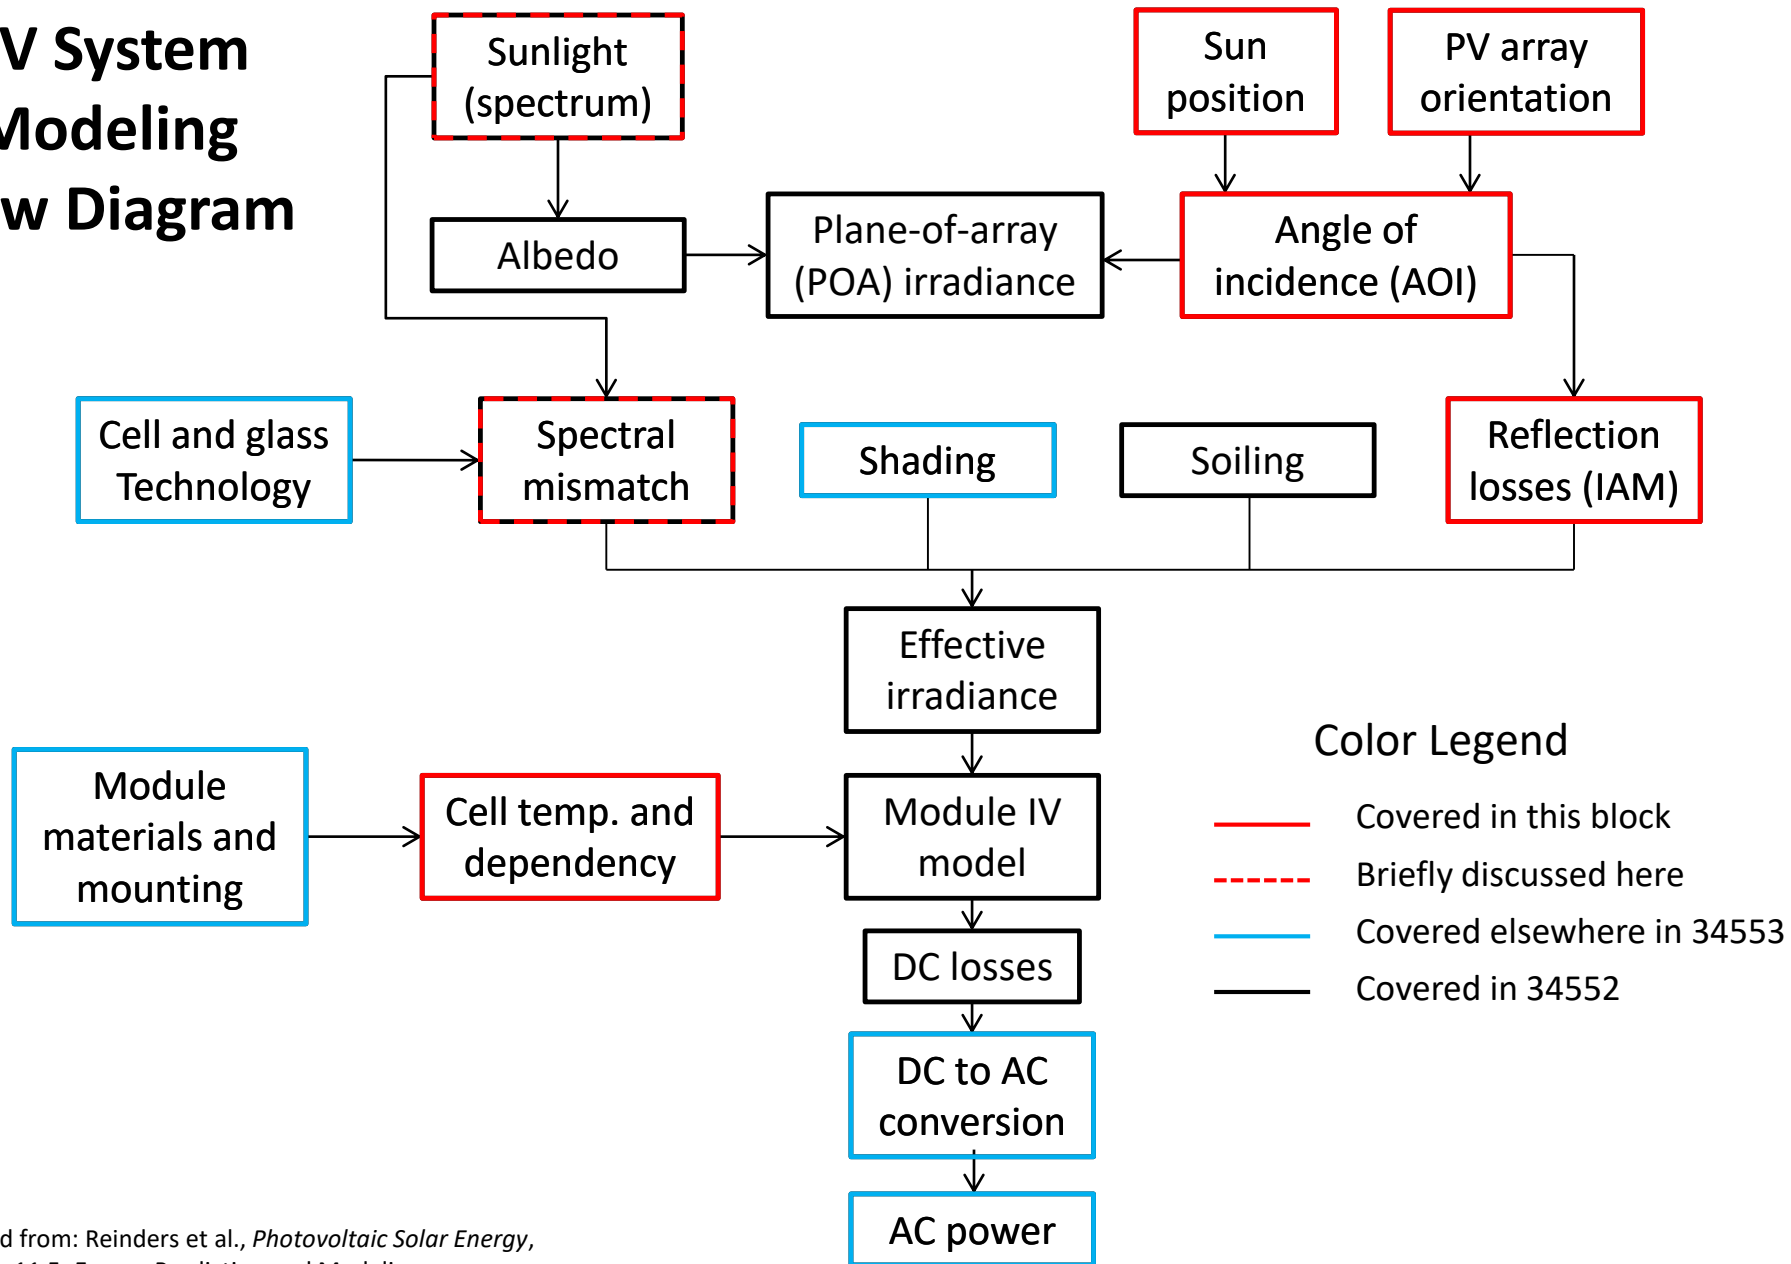 V System
Modeling
w Diagram
Sunlight
(spectrum)
Sun
position
PV array
orientation
Albedo
Plane-of-array
(POA) irradiance
Angle of
incidence (AOI)
Cell and glass
Technology
Spectral
mismatch
Shading
Soiling
Reflection
losses (IAM)
Effective
irradiance
Module
materials and
mounting
Cell temp. and
dependency
Module IV
model
DC losses
DC to AC
conversion
AC power
Color Legend
Covered in this block
Briefly discussed here
Covered elsewhere in 34553
Covered in 34552
d from: Reinders et al., Photovoltaic Solar Energy,